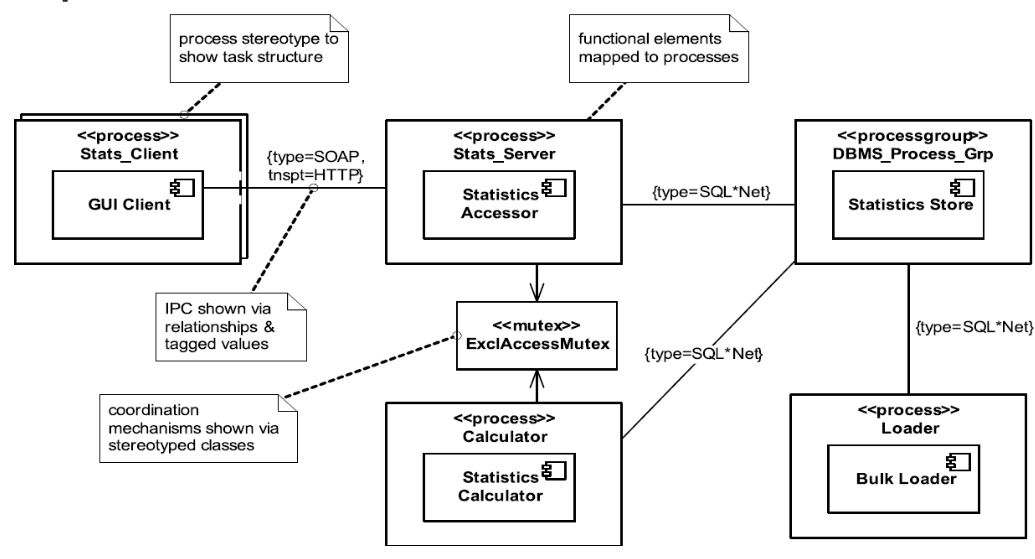 process stereotype to
show task structure
functional elements
mapped to processes
<<process>>
Stats_Client
GUI Client
{type=SOAP,
tnspt=HTTP}
<<process>>
Stats_Server
Statistics
Accessor
{type=SQL*Net}
<<processgroup>>
DBMS_Process_Grp
Statistics Store
IPC shown via
relationships &
tagged values
<<mutex>>
ExclAccessMutex
{type=SQL*Net}
{type=SQL*Net}
coordination
mechanisms shown via
stereotyped classes
<<process>>
Calculator
Statistics
Calculator
<<process>>
Loader
Bulk Loader